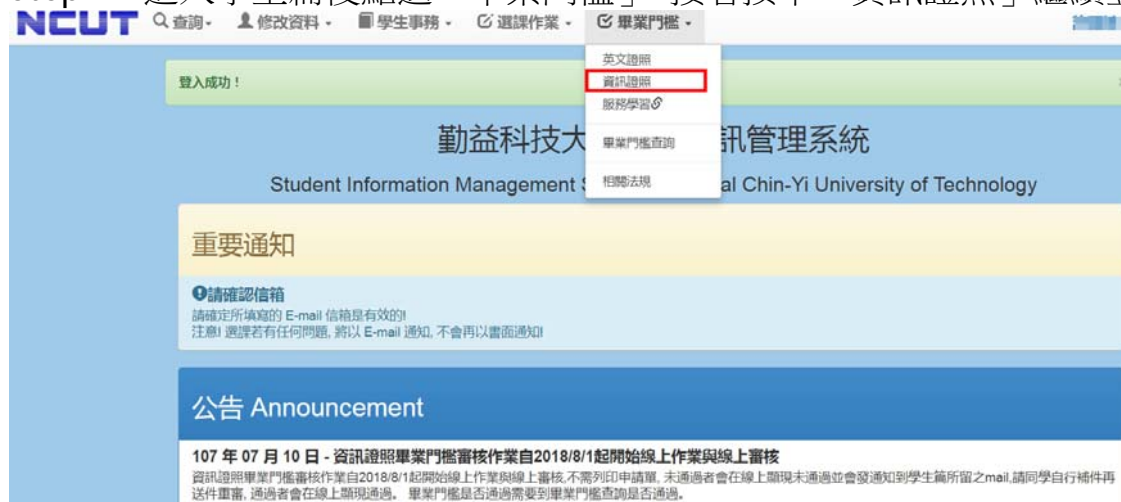 NCUT 查詢 修改資料 學生事務 選課作業 畢業門檻
英文證照
資訊證照
服務學習
畢業門檻查詢
相關法規
登入成功!
勤益科技大 訊管理系統
Student Information Management al Chin-Yi University of Technology
重要通知
請確認信箱
請確定所填寫的 E-mail 信箱是有效的!
注意! 選課若有任何問題, 將以 E-mail 通知, 不會再以書面通知!
公告 Announcement
107 年 07 月 10 日 - 資訊證照畢業門檻審核作業自2018/8/1起開始線上作業與線上審核
資訊證照畢業門檻審核作業自2018/8/1起開始線上作業與線上審核,不需列印申請單, 未通過者會在線上顯現未通過並會發通知到學生篇所留之mail,請同學自行補件再
送件重審, 通過者會在線上顯現通過。 畢業門檻是否通過需要到畢業門檻查詢是否通過。